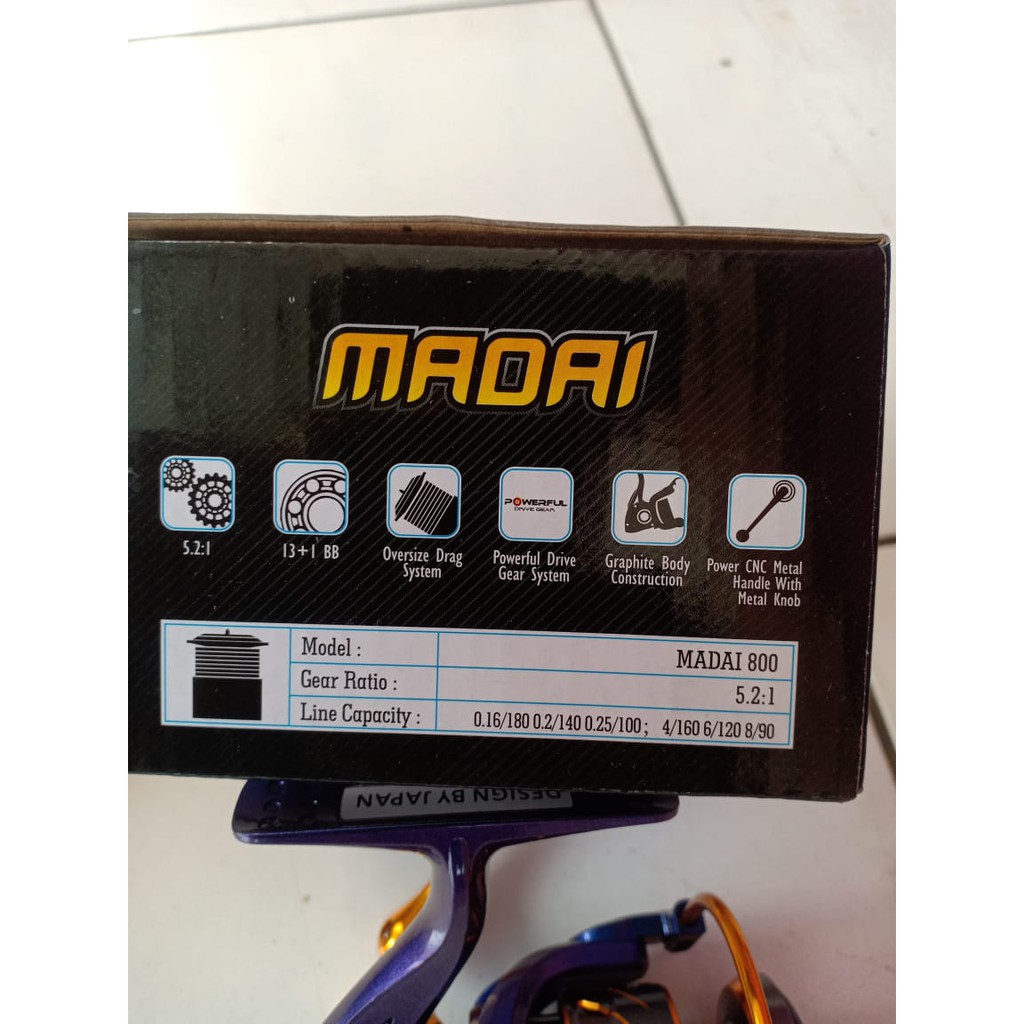 MADAI
POWERFUL
DRIVE GEAR
5.2:1
13+1 BB
Oversize Drag
System
Powerful Drive
Gear System
Graphite Body
Construction
Power CNC Metal
Handle With
Metal Knob
Model : MADAI 800
Gear Ratio : 5.2:1
Line Capacity : 0.16/180 0.2/140 0.25/100; 4/160 6/120 8/90
DESIGN BY JAPAN